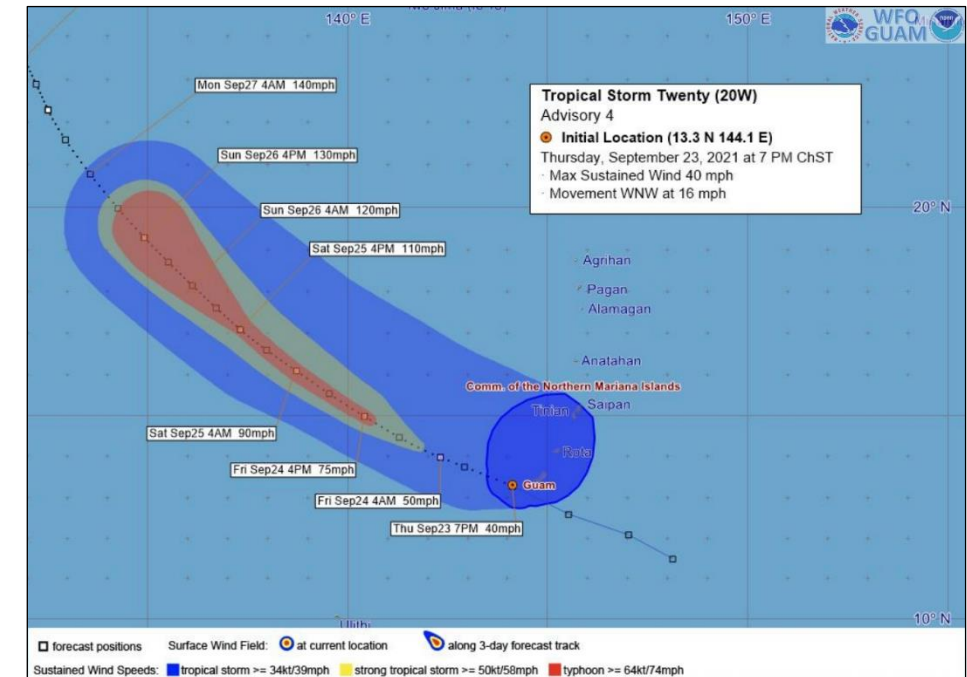 140° E
150° E
WFO
GUAM
Mon Sep27 4AM 140mph
Tropical Storm Twenty (20W)
Advisory 4
Initial Location (13.3 N 144.1 E)
Thursday, September 23, 2021 at 7 PM ChST
· Max Sustained Wind 40 mph
· Movement WNW at 16 mph
Sun Sep26 4PM 130mph
Sun Sep26 4AM 120mph
20° N
Sat Sep25 4PM 110mph
Agrihan
Pagan
Alamagan
Anatahan
Comm. of the Northern Mariana Islands
Tinian
Saipan
Sat Sep25 4AM 90mph
Rota
Fri Sep24 4PM 75mph
Guam
Fri Sep24 4AM 50mph
Thu Sep23 7PM 40mph
10° N
Ulithi
forecast positions Surface Wind Field: at current location along 3-day forecast track
Sustained Wind Speeds: tropical storm >= 34kt/39mph strong tropical storm >= 50kt/58mph typhoon >= 64kt/74mph